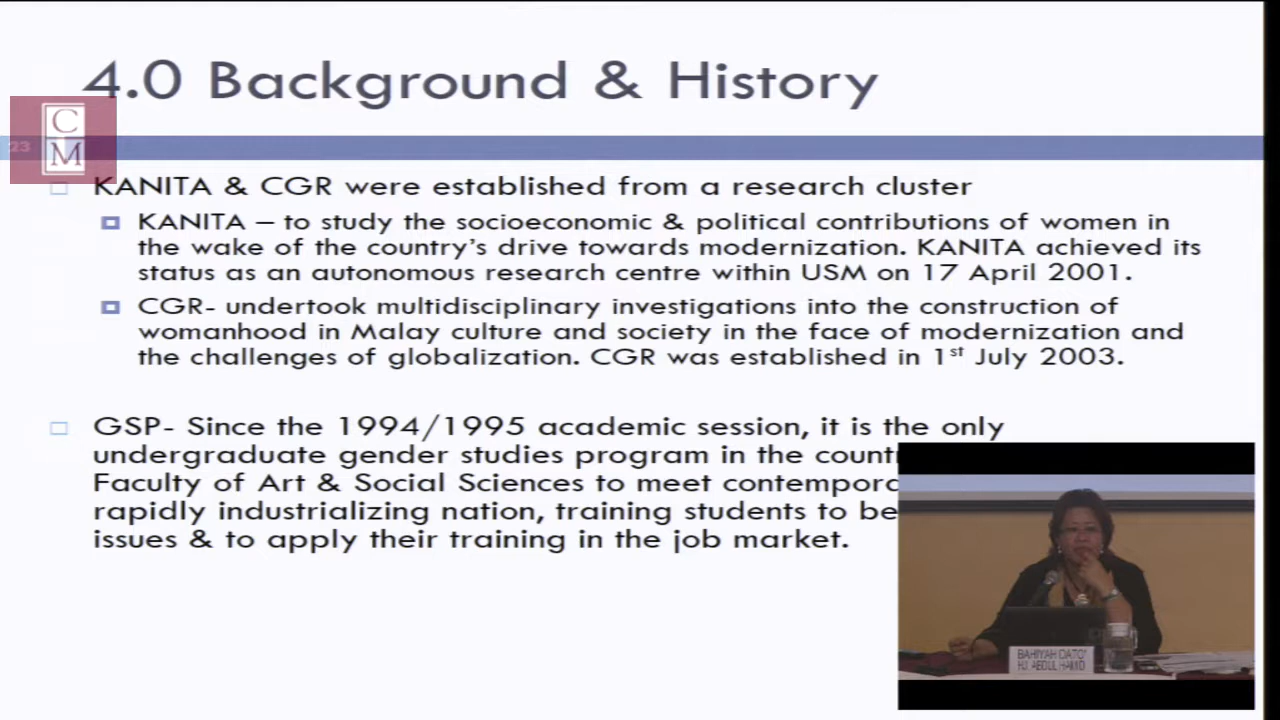 4.0 Background & History
C
M
23
KANITA & CGR were established from a research cluster
KANITA – to study the socioeconomic & political contributions of women in
the wake of the country's drive towards modernization. KANITA achieved its
status as an autonomous research centre within USM on 17 April 2001.
CGR- undertook multidisciplinary investigations into the construction of
womanhood in Malay culture and society in the face of modernization and
the challenges of globalization. CGR was established in 1st July 2003.
GSP- Since the 1994/1995 academic session, it is the only
undergraduate gender studies program in the
Faculty of Art & Social Sciences to meet
rapidly industrializing nation, training students to be
issues & to apply their training in the job market.
BAHIYAH DATO'
HJ. ABDUL HAMID